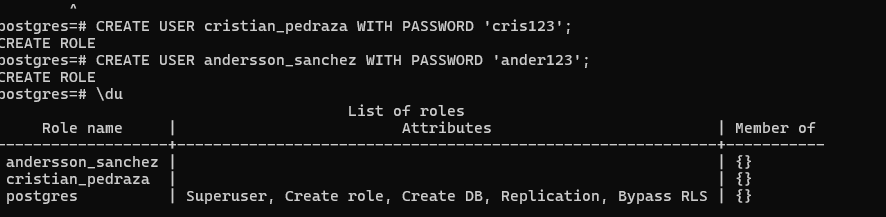 ^
postgres=# CREATE USER cristian_pedraza WITH PASSWORD 'cris123';
CREATE ROLE
postgres=# CREATE USER andersson_sanchez WITH PASSWORD 'ander123';
CREATE ROLE
postgres=# \du
                                       List of roles
     Role name     |                         Attributes                         | Member of
-------------------+------------------------------------------------------------+-----------
 andersson_sanchez |                                                            | {}
 cristian_pedraza  |                                                            | {}
 postgres          | Superuser, Create role, Create DB, Replication, Bypass RLS | {}